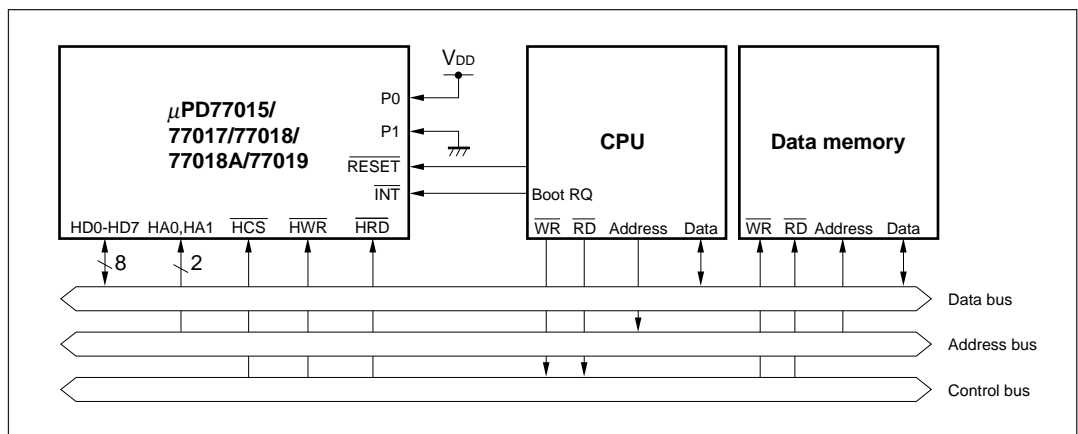 VDD
P0
μPD77015/
77017/77018/
77018A/77019
P1
RESET
INT
HD0-HD7 HA0,HA1 HCS HWR HRD
8
2
CPU
Boot RQ
WR RD Address Data
Data memory
WR RD Address Data
Data bus
Address bus
Control bus